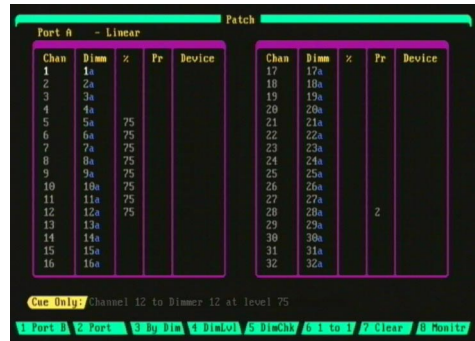 Patch
Port A - Linear
Chan Dimm % Pr Device Chan Dimm % Pr Device
1 1a 17 17a
2 2a 18 18a
3 3a 19 19a
4 4a 20 20a
5 5a 75 21 21a
6 6a 75 22 22a
7 7a 75 23 23a
8 8a 75 24 24a
9 9a 75 25 25a
10 10a 75 26 26a
11 11a 75 27 27a
12 12a 75 28 28a 2
13 13a 29 29a
14 14a 30 30a
15 15a 31 31a
16 16a 32 32a
Cue Only: Channel 12 to Dimmer 12 at level 75
1 Port B 2 Port 3 By Dim 4 DimLvl 5 DimChk 6 1 to 1 7 Clear 8 Monitr